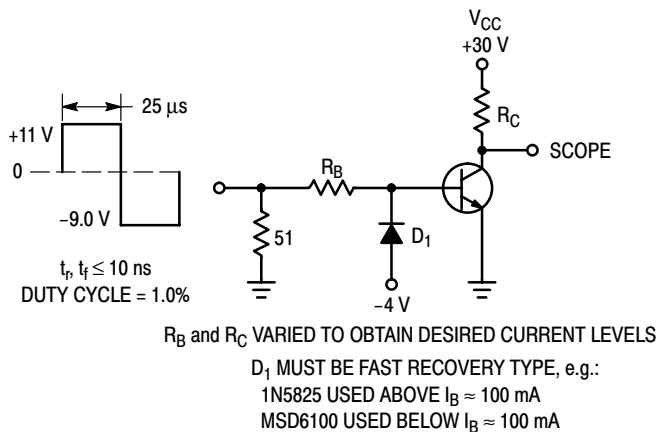 V_CC
+30 V
25 μs
+11 V
0
−9.0 V
t_r, t_f ≤ 10 ns
DUTY CYCLE = 1.0%
R_B
51
D_1
−4 V
R_C
SCOPE
R_B and R_C VARIED TO OBTAIN DESIRED CURRENT LEVELS
D_1 MUST BE FAST RECOVERY TYPE, e.g.:
1N5825 USED ABOVE I_B ≈ 100 mA
MSD6100 USED BELOW I_B ≈ 100 mA